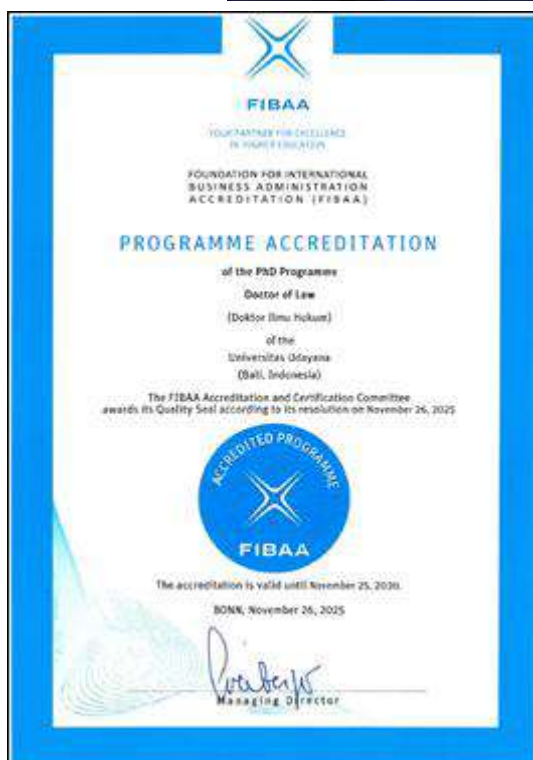 FIBAA
YOUR PARTNER FOR EXCELLENCE
IN HIGHER EDUCATION
FOUNDATION FOR INTERNATIONAL
BUSINESS ADMINISTRATION
ACCREDITATION (FIBAA)
PROGRAMME ACCREDITATION
of the PhD Programme
Doctor of Law
(Doktor Ilmu Hukum)
of the
Universitas Udayana
(Bali, Indonesia)
The FIBAA Accreditation and Certification Committee
awards its Quality Seal according to its resolution on November 26, 2025
ACCREDITED PROGRAMME
FIBAA
The accreditation is valid until November 25, 2030.
BONN, November 26, 2025
Managing Director